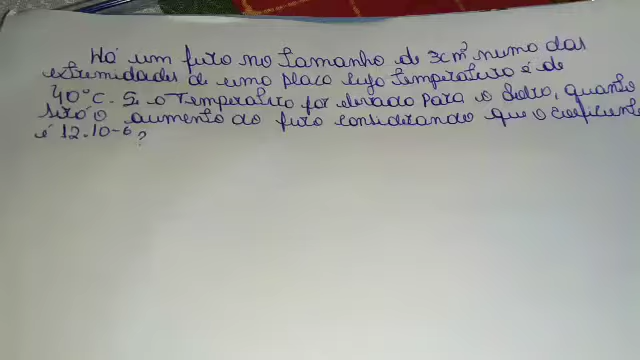 Há um furo no tamanho de 3cm² numa das
extremidades de uma placa cuja temperatura é de
40°C. Se a temperatura for elevada para o dobro, quanto
será o aumento do furo considerando que o coeficiente
é 12.10-6?